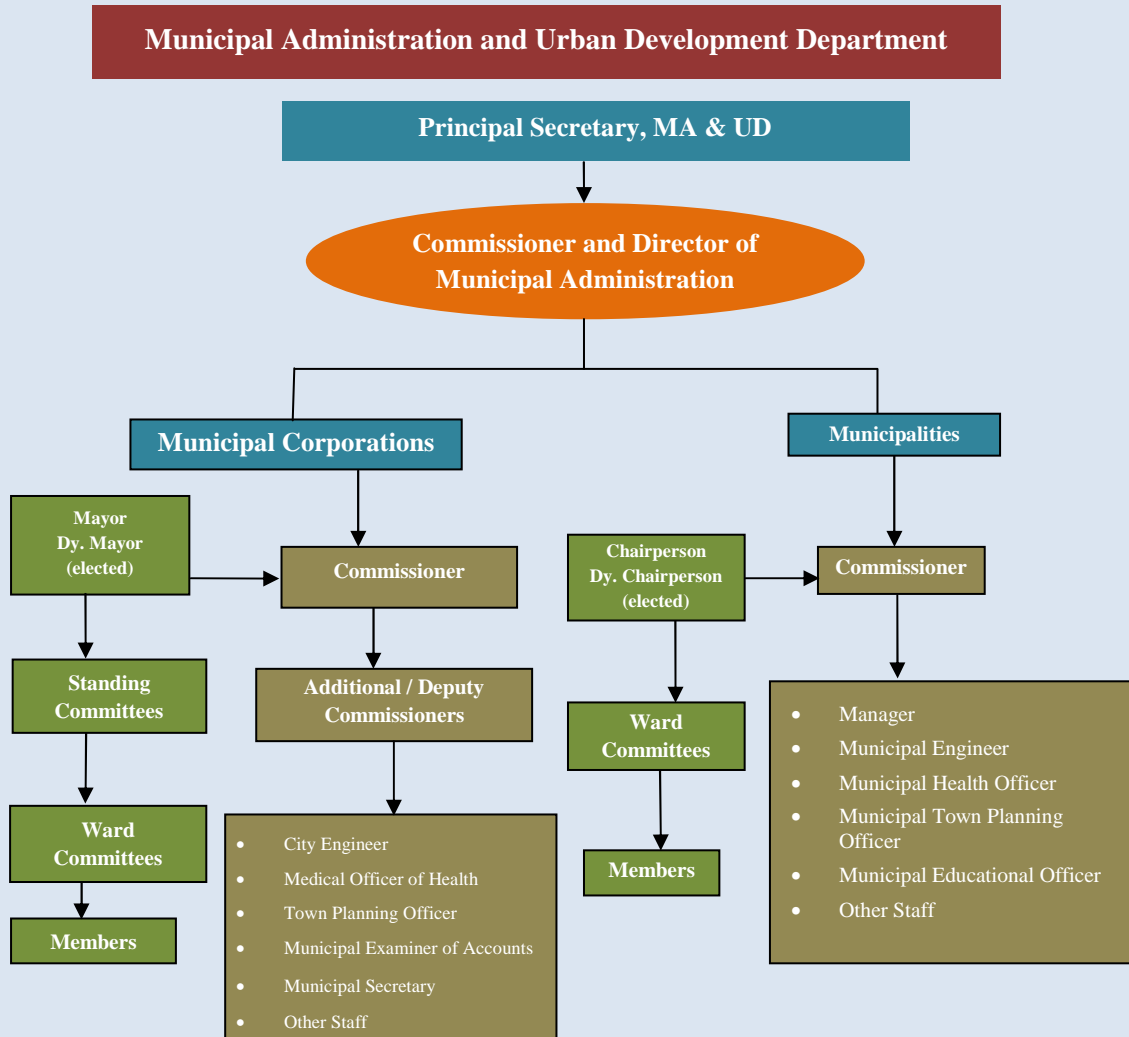 Municipal Administration and Urban Development Department
Principal Secretary, MA & UD
Commissioner and Director of
Municipal Administration
Municipal Corporations
Municipalities
Mayor
Dy. Mayor
(elected)
Commissioner
Chairperson
Dy. Chairperson
(elected)
Commissioner
Standing
Committees
Additional / Deputy
Commissioners
Ward
Committees
• Manager
• Municipal Engineer
• Municipal Health Officer
• Municipal Town Planning
Officer
• Municipal Educational Officer
• Other Staff
Ward
Committees
Members
• City Engineer
• Medical Officer of Health
• Town Planning Officer
• Municipal Examiner of Accounts
• Municipal Secretary
• Other Staff
Members